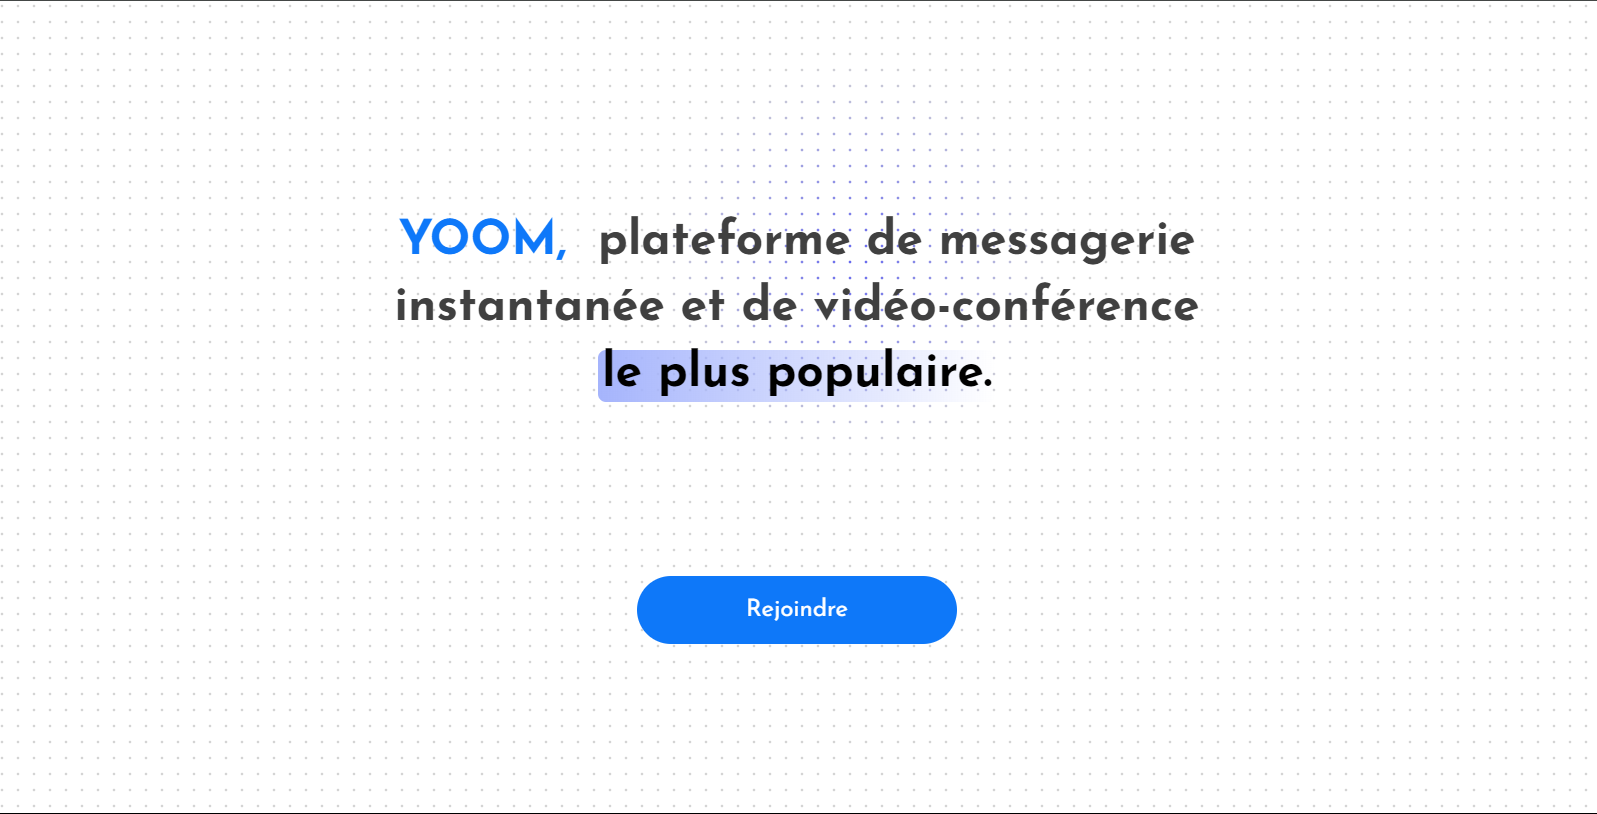 YOOM, plateforme de messagerie
instantanée et de vidéo-conférence
le plus populaire.
Rejoindre